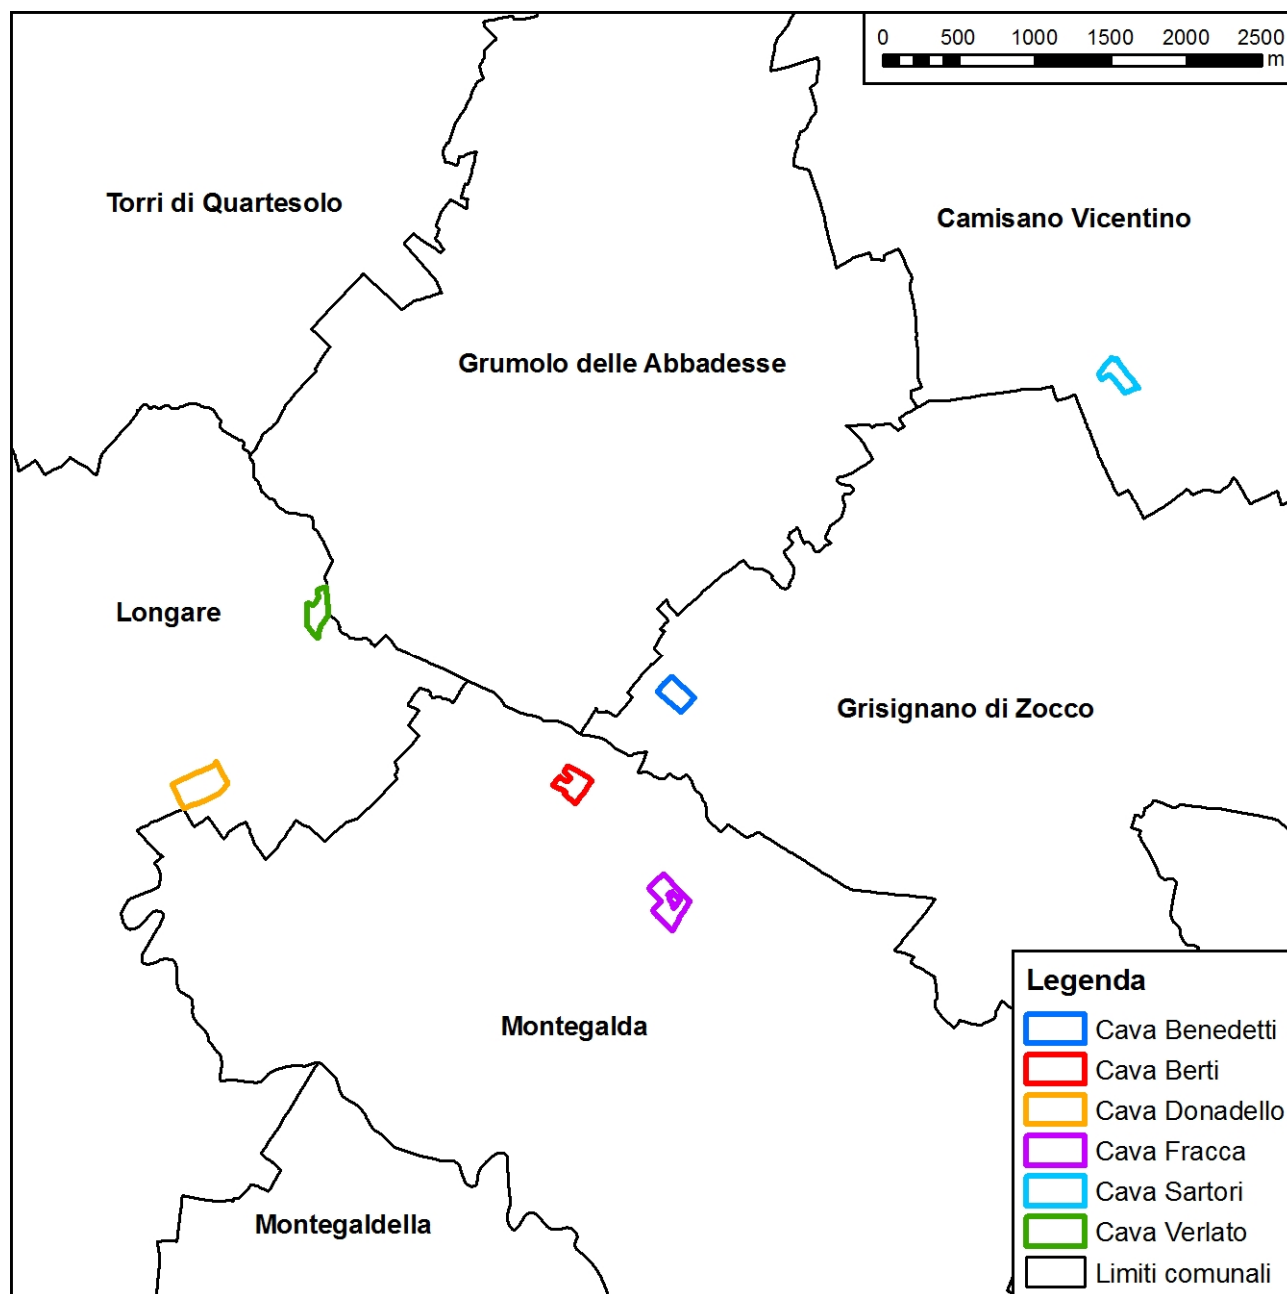 0 500 1000 1500 2000 2500
m
Torri di Quartesolo
Camisano Vicentino
Grumolo delle Abbadesse
Longare
Grisignano di Zocco
Montegalda
Montegaldella
Legenda
Cava Benedetti
Cava Berti
Cava Donadello
Cava Fracca
Cava Sartori
Cava Verlato
Limiti comunali